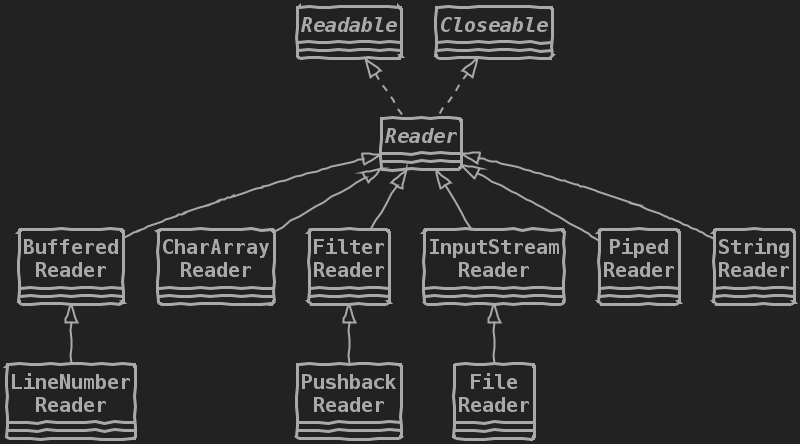 Readable
Closeable
Reader
Buffered
Reader
CharArray
Reader
Filter
Reader
InputStream
Reader
Piped
Reader
String
Reader
LineNumber
Reader
Pushback
Reader
File
Reader